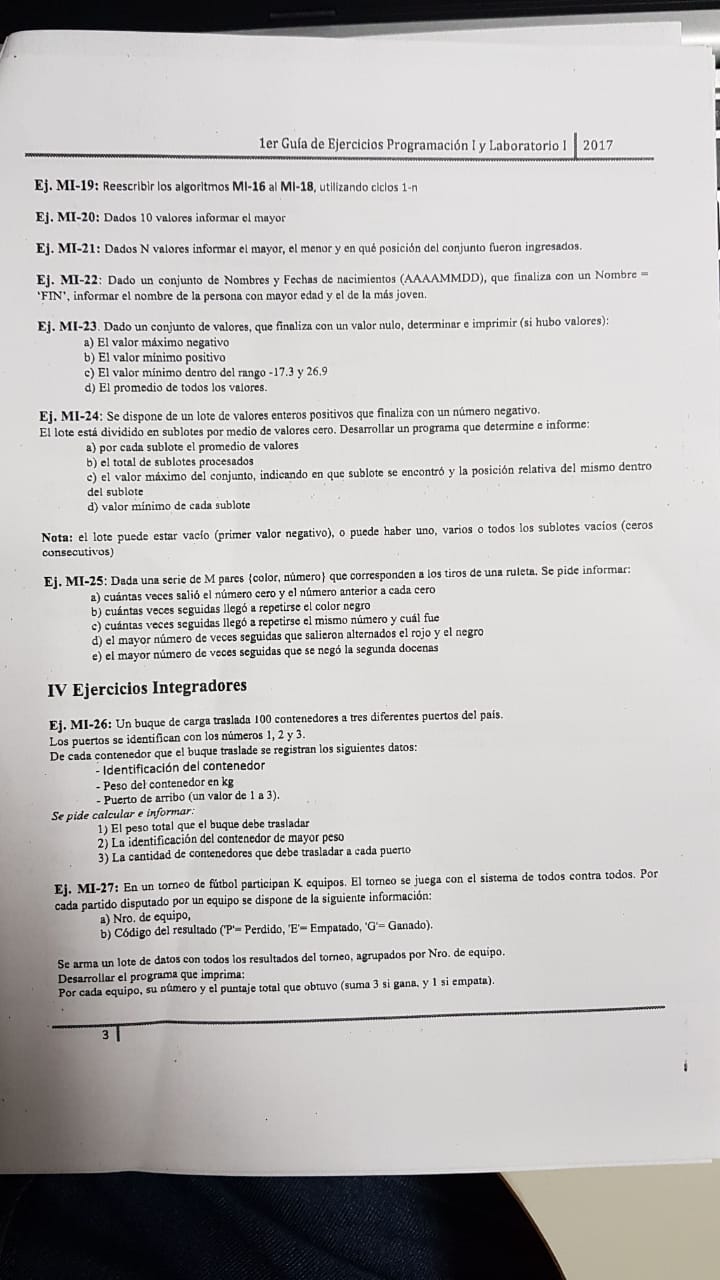 1er Guía de Ejercicios Programación I y Laboratorio I 2017
Ej. MI-19: Reescribir los algoritmos MI-16 al MI-18, utilizando ciclos 1-n
Ej. MI-20: Dados 10 valores informar el mayor
Ej. MI-21: Dados N valores informar el mayor, el menor y en qué posición del conjunto fueron ingresados.
Ej. MI-22: Dado un conjunto de Nombres y Fechas de nacimientos (AAAAMMDD), que finaliza con un Nombre =
'FIN', informar el nombre de la persona con mayor edad y el de la más joven.
Ej. MI-23. Dado un conjunto de valores, que finaliza con un valor nulo, determinar e imprimir (si hubo valores):
a) El valor máximo negativo
b) El valor mínimo positivo
c) El valor mínimo dentro del rango -17.3 y 26.9
d) El promedio de todos los valores.
Ej. MI-24: Se dispone de un lote de valores enteros positivos que finaliza con un número negativo.
El lote está dividido en sublotes por medio de valores cero. Desarrollar un programa que determine e informe:
a) por cada sublote el promedio de valores
b) el total de sublotes procesados
c) el valor máximo del conjunto, indicando en que sublote se encontró y la posición relativa del mismo dentro
del sublote
d) valor mínimo de cada sublote
Nota: el lote puede estar vacío (primer valor negativo), o puede haber uno, varios o todos los sublotes vacíos (ceros
consecutivos)
Ej. MI-25: Dada una serie de M pares {color, número} que corresponden a los tiros de una ruleta. Se pide informar:
a) cuántas veces salió el número cero y el número anterior a cada cero
b) cuántas veces seguidas llegó a repetirse el color negro
c) cuántas veces seguidas llegó a repetirse el mismo número y cuál fue
d) el mayor número de veces seguidas que salieron alternados el rojo y el negro
e) el mayor número de veces seguidas que se negó la segunda docenas
IV Ejercicios Integradores
Ej. MI-26: Un buque de carga traslada 100 contenedores a tres diferentes puertos del país.
Los puertos se identifican con los números 1, 2 y 3.
De cada contenedor que el buque traslade se registran los siguientes datos:
- Identificación del contenedor
- Peso del contenedor en kg
- Puerto de arribo (un valor de 1 a 3).
Se pide calcular e informar:
1) El peso total que el buque debe trasladar
2) La identificación del contenedor de mayor peso
3) La cantidad de contenedores que debe trasladar a cada puerto
Ej. MI-27: En un torneo de fútbol participan K equipos. El torneo se juega con el sistema de todos contra todos. Por
cada partido disputado por un equipo se dispone de la siguiente información:
a) Nro. de equipo,
b) Código del resultado ('P'= Perdido, 'E'= Empatado, 'G'= Ganado).
Se arma un lote de datos con todos los resultados del torneo, agrupados por Nro. de equipo.
Desarrollar el programa que imprima:
Por cada equipo, su número y el puntaje total que obtuvo (suma 3 si gana, y 1 si empata).
3